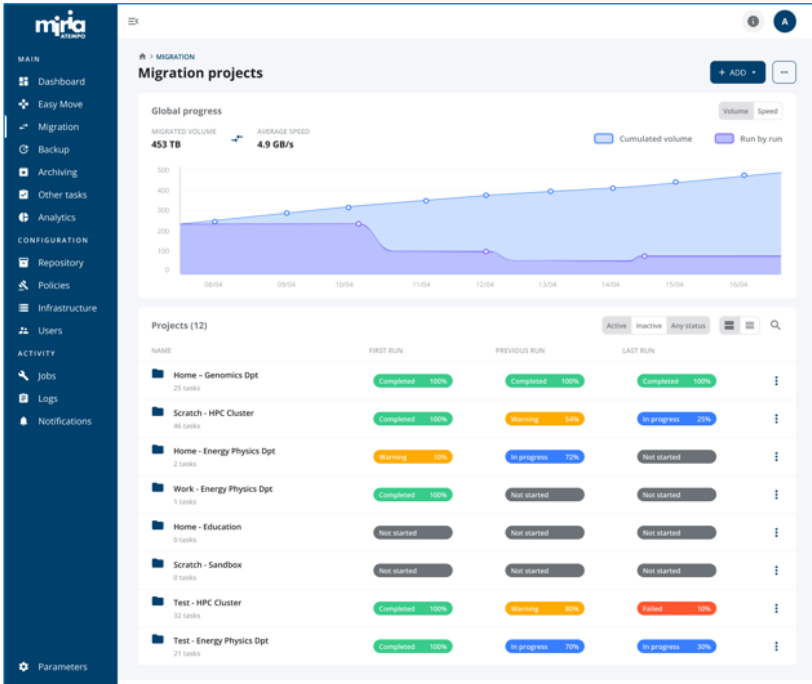 miria
ATEMPO
MAIN
Dashboard
Easy Move
Migration
Backup
Archiving
Other tasks
Analytics
CONFIGURATION
Repository
Policies
Infrastructure
Users
ACTIVITY
Jobs
Logs
Notifications
Parameters
A
> MIGRATION
Migration projects
+ ADD
Global progress
Volume Speed
MIGRATED VOLUME AVERAGE SPEED
453 TB 4.9 GB/s
Cumulated volume Run by run
500
400
300
200
100
0
08/04 09/04 10/04 11/04 12/04 13/04 14/04 15/04 16/04
Projects (12)
Active Inactive Any status
NAME FIRST RUN PREVIOUS RUN LAST RUN
Home – Genomics Dpt
25 tasks
Completed 100% Completed 100% Completed 100%
Scratch - HPC Cluster
46 tasks
Completed 100% Warning 54% In progress 25%
Home - Energy Physics Dpt
2 tasks
Warning 10% In progress 72% Not started
Work - Energy Physics Dpt
1 tasks
Completed 100% Not started Not started
Home - Education
0 tasks
Not started Not started Not started
Scratch - Sandbox
0 tasks
Not started Not started Not started
Test - HPC Cluster
32 tasks
Completed 100% Warning 80% Failed 10%
Test - Energy Physics Dpt
21 tasks
Completed 100% In progress 70% In progress 30%